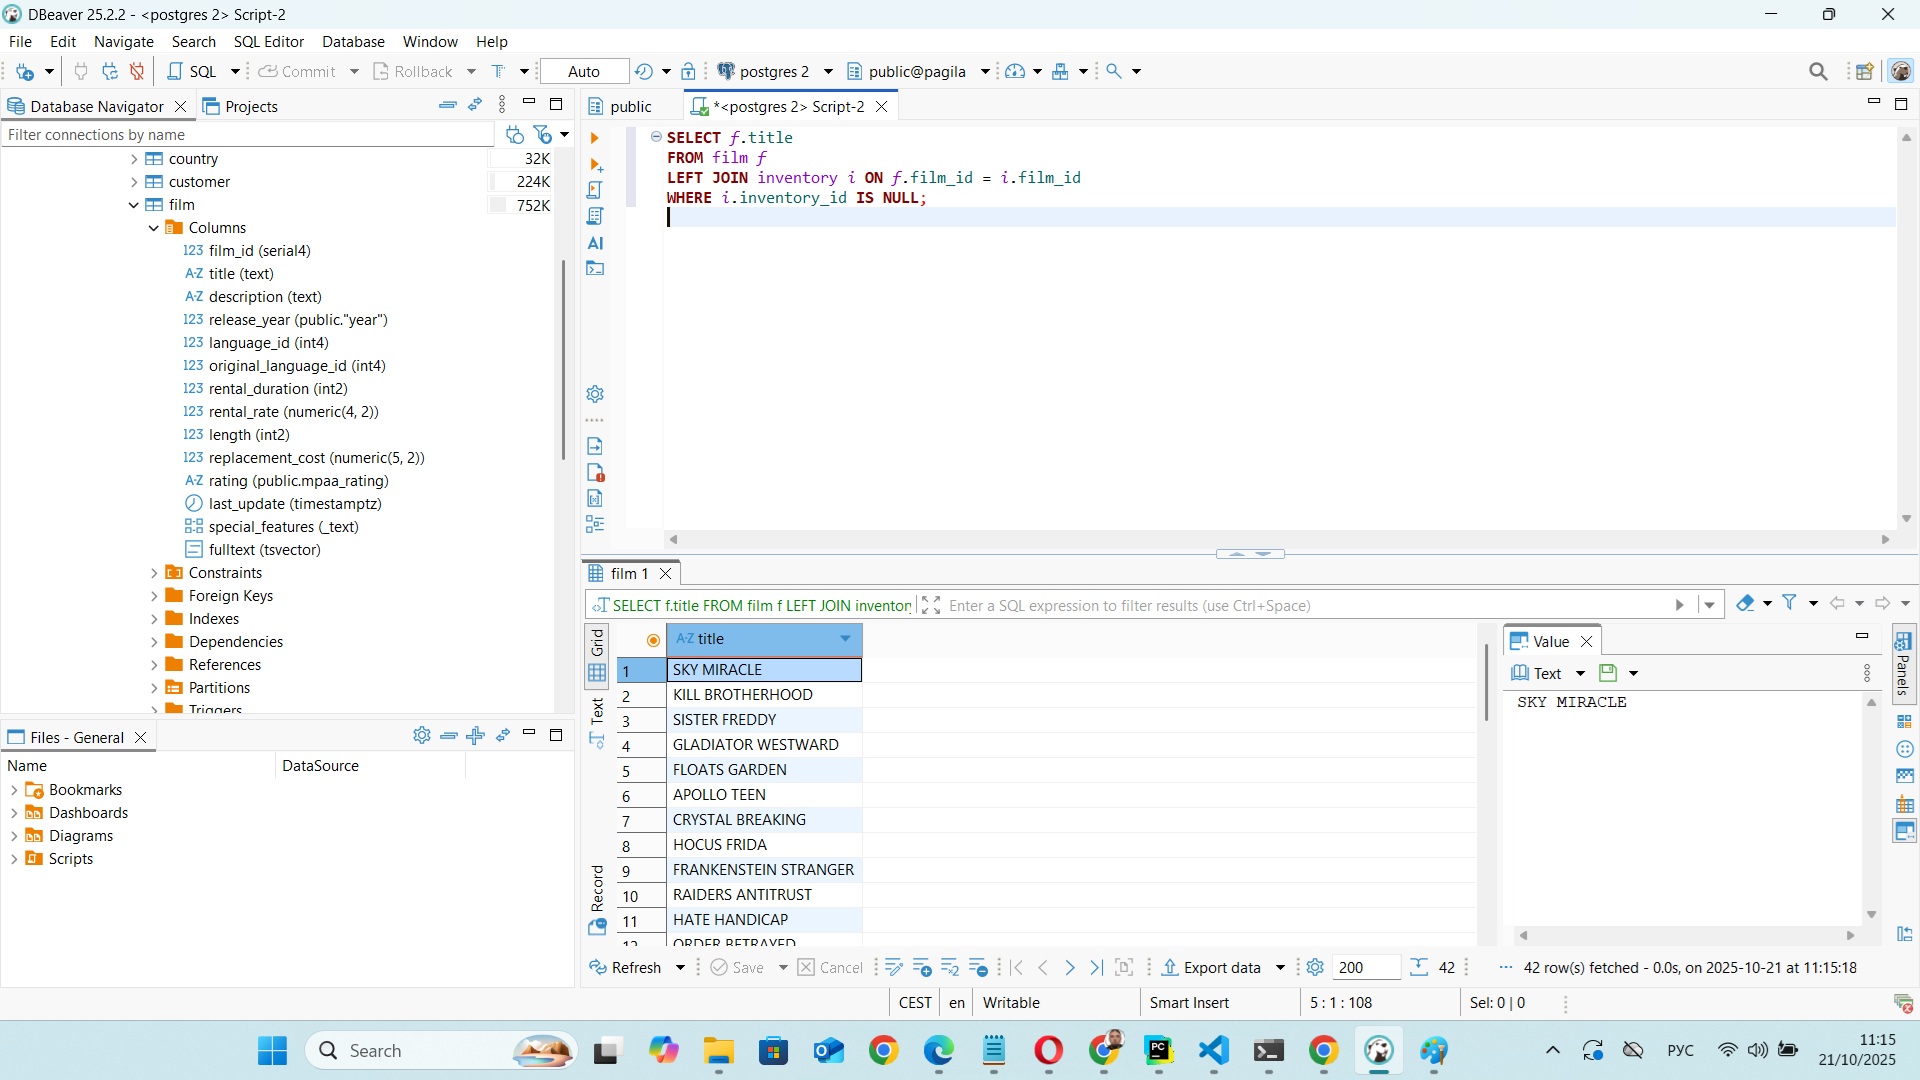 DBeaver 25.2.2 - <postgres 2> Script-2
File Edit Navigate Search SQL Editor Database Window Help
SQL Commit Rollback T Auto postgres 2 public@pagila
Database Navigator Projects
Filter connections by name
country 32K
customer 224K
film 752K
Columns
123 film_id (serial4)
A-Z title (text)
A-Z description (text)
123 release_year (public."year")
123 language_id (int4)
123 original_language_id (int4)
123 rental_duration (int2)
123 rental_rate (numeric(4, 2))
123 length (int2)
123 replacement_cost (numeric(5, 2))
A-Z rating (public.mpaa_rating)
last_update (timestamptz)
special_features (_text)
fulltext (tsvector)
Constraints
Foreign Keys
Indexes
Dependencies
References
Partitions
Triggers
Files - General
Name DataSource
Bookmarks
Dashboards
Diagrams
Scripts
public *<postgres 2> Script-2
AI
SELECT f.title
FROM film f
LEFT JOIN inventory i ON f.film_id = i.film_id
WHERE i.inventory_id IS NULL;
film 1
SELECT f.title FROM film f LEFT JOIN inventor Enter a SQL expression to filter results (use Ctrl+Space)
Grid
Text
Record
A-Z title
1 SKY MIRACLE
2 KILL BROTHERHOOD
3 SISTER FREDDY
4 GLADIATOR WESTWARD
5 FLOATS GARDEN
6 APOLLO TEEN
7 CRYSTAL BREAKING
8 HOCUS FRIDA
9 FRANKENSTEIN STRANGER
10 RAIDERS ANTITRUST
11 HATE HANDICAP
12 ORDER BETRAYED
Value
Text
SKY MIRACLE
Panels
Refresh Save Cancel Export data 200 42 ... 42 row(s) fetched - 0.0s, on 2025-10-21 at 11:15:18
CEST en Writable Smart Insert 5 : 1 : 108 Sel: 0 | 0
Search
PC
РУС
11:15
21/10/2025